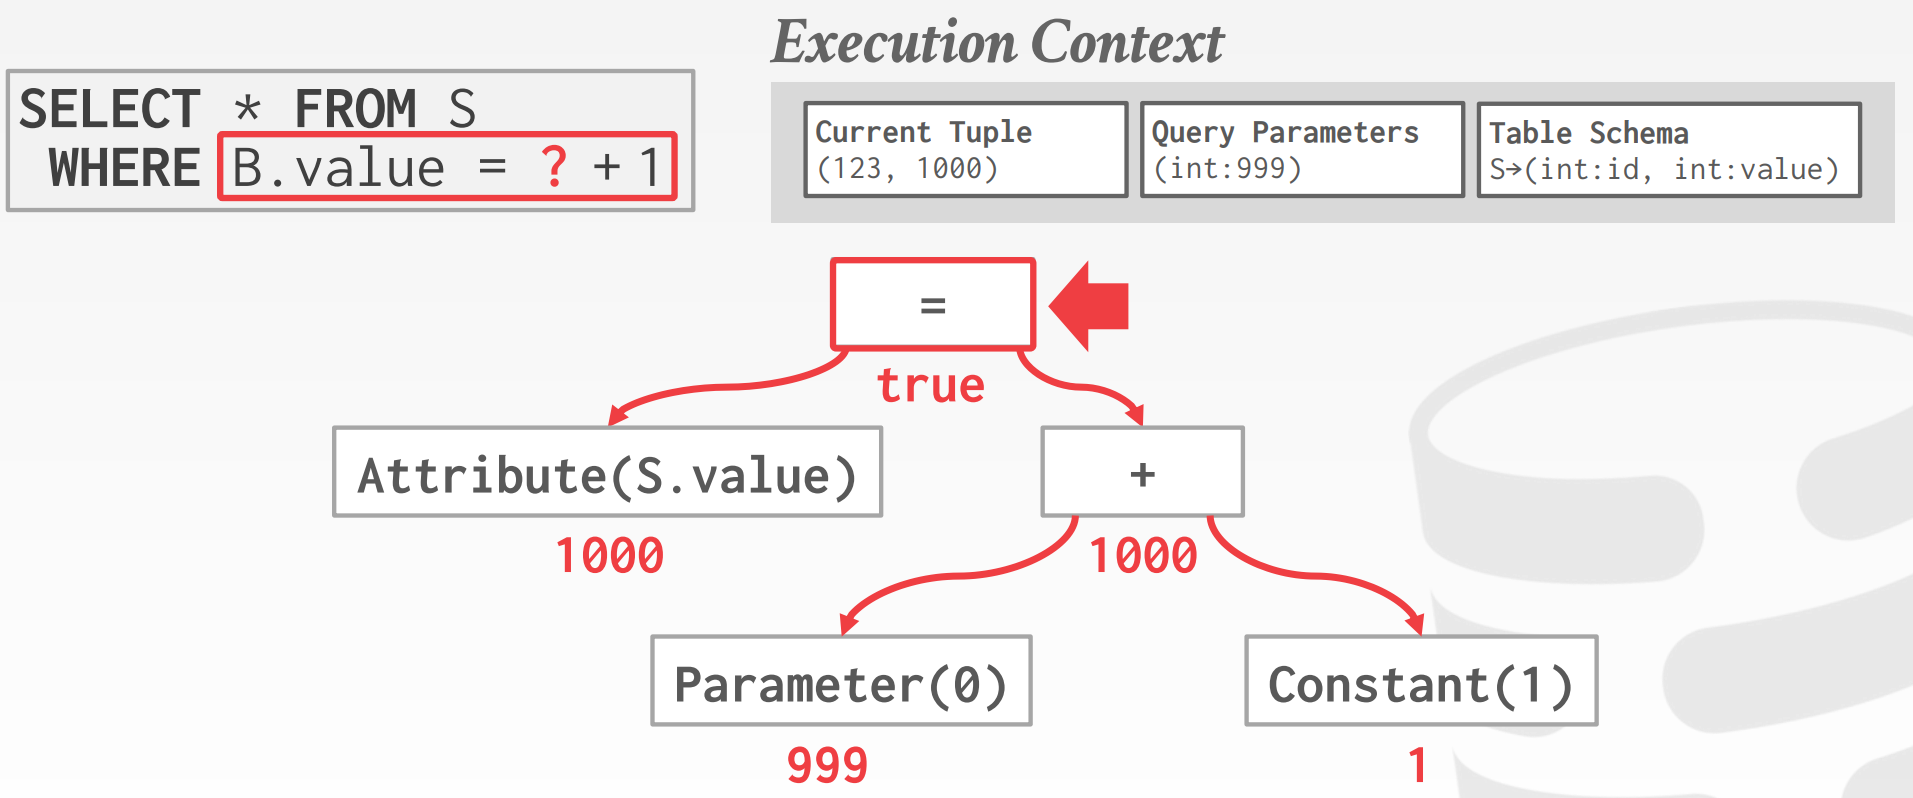 Execution Context
SELECT * FROM S
WHERE B.value = ? + 1
Current Tuple
(123, 1000)
Query Parameters
(int:999)
Table Schema
S→(int:id, int:value)
=
true
Attribute(S.value)
1000
+
1000
Parameter(0)
999
Constant(1)
1